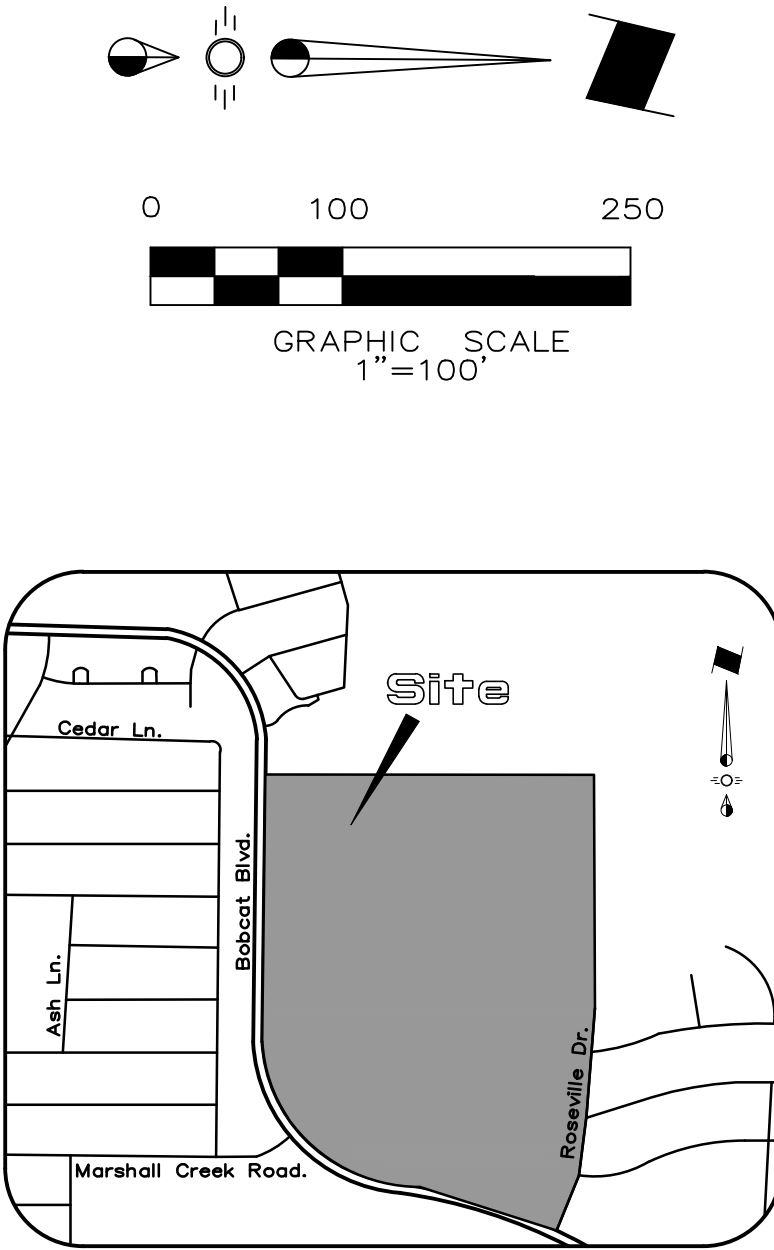 0 100 250
GRAPHIC SCALE
1"=100'
Site
Cedar Ln.
Bobcat Blvd.
Ash Ln.
Roseville Dr.
Marshall Creek Road.